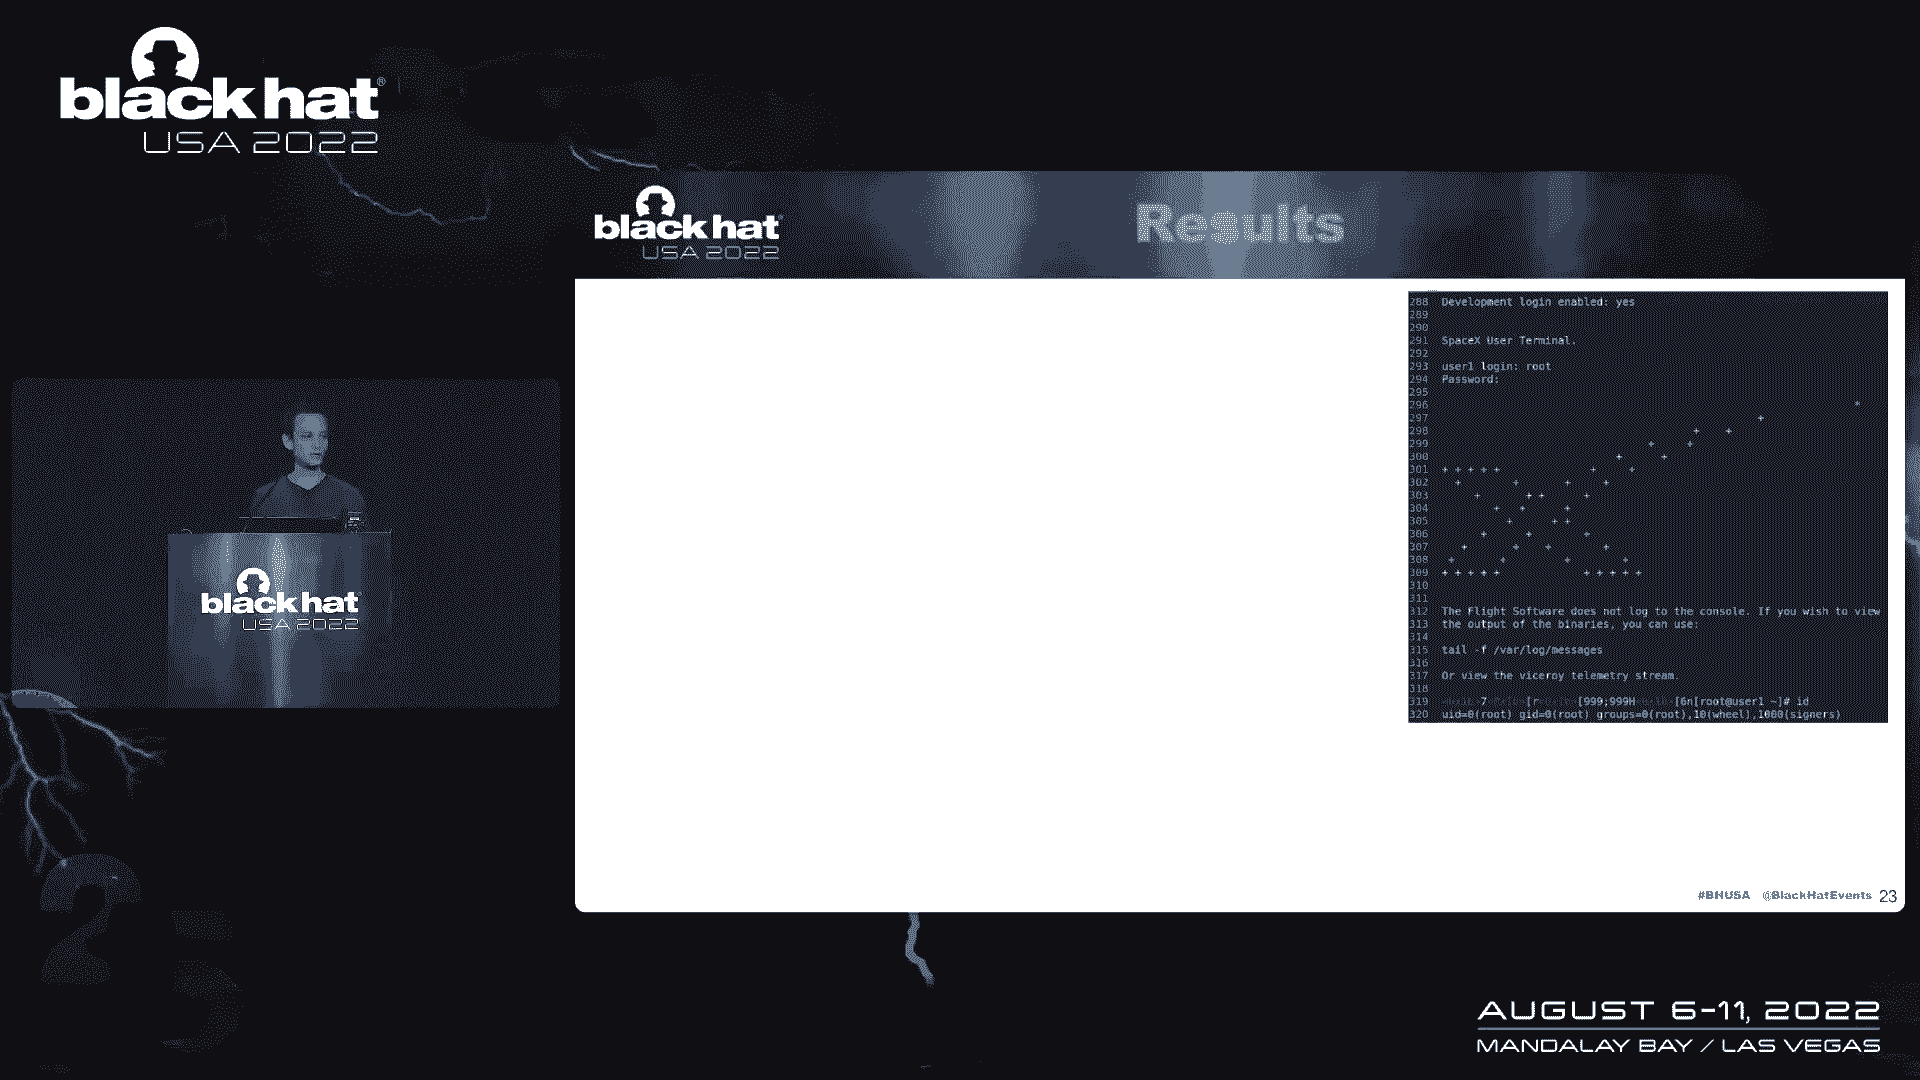 black hat®
USA 2022
black hat
USA 2022
Results
288 Development login enabled: yes
289
290
291 SpaceX User Terminal.
292
293 user1 login: root
294 Password:
295
296 *
297 +
298 + +
299 + +
300 + +
301 + + + + + + +
302 + + + +
303 + + + +
304 + + +
305 + + +
306 + + +
307 + + + +
308 + + + +
309 + + + + + + + + + +
310
311
312 The Flight Software does not log to the console. If you wish to view
313 the output of the binaries, you can use:
314
315 tail -f /var/log/messages
316
317 Or view the viceroy telemetry stream.
318
319 7 [r [999;999H [6n[root@user1 ~]# id
320 uid=0(root) gid=0(root) groups=0(root),10(wheel),1000(signers)
black hat
USA 2022
#BHUSA @BlackHatEvents 23
25
AUGUST 6-11, 2022
MANDALAY BAY / LAS VEGAS